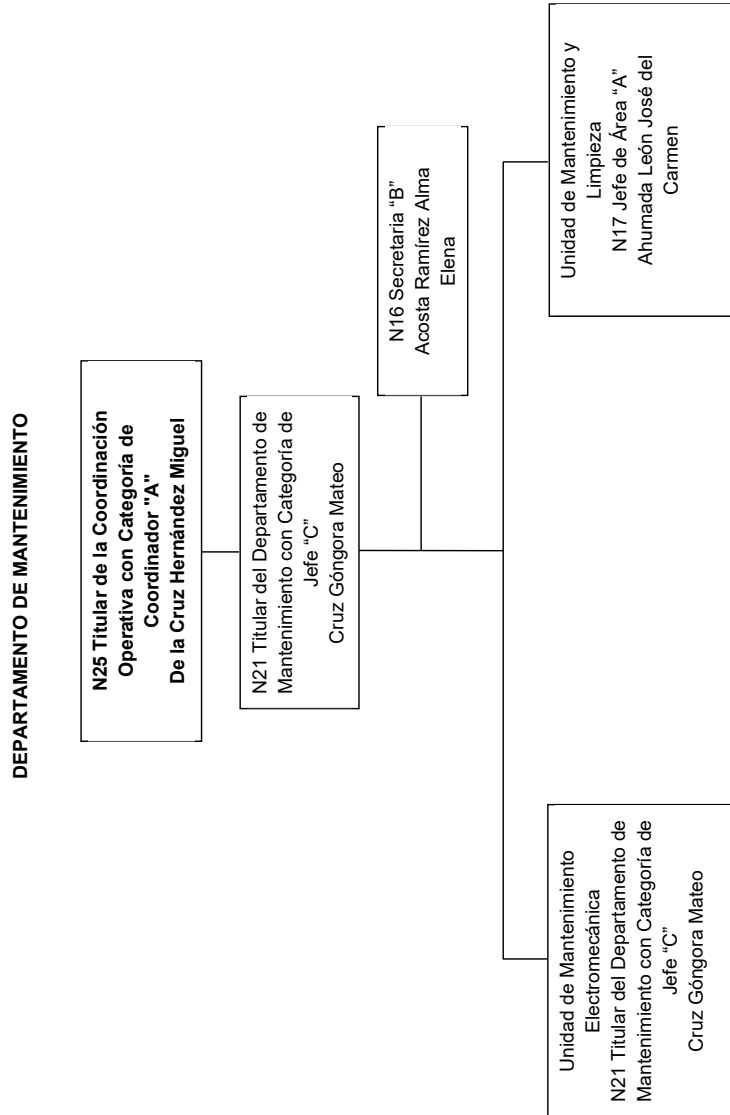 DEPARTAMENTO DE MANTENIMIENTO
N25 Titular de la Coordinación
Operativa con Categoría de
Coordinador "A"
De la Cruz Hernández Miguel
N21 Titular del Departamento de
Mantenimiento con Categoría de
Jefe “C”
Cruz Góngora Mateo
N16 Secretaria “B”
Acosta Ramírez Alma
Elena
Unidad de Mantenimiento
Electromecánica
N21 Titular del Departamento de
Mantenimiento con Categoría de
Jefe “C”
Cruz Góngora Mateo
Unidad de Mantenimiento y
Limpieza
N17 Jefe de Área “A”
Ahumada León José del
Carmen